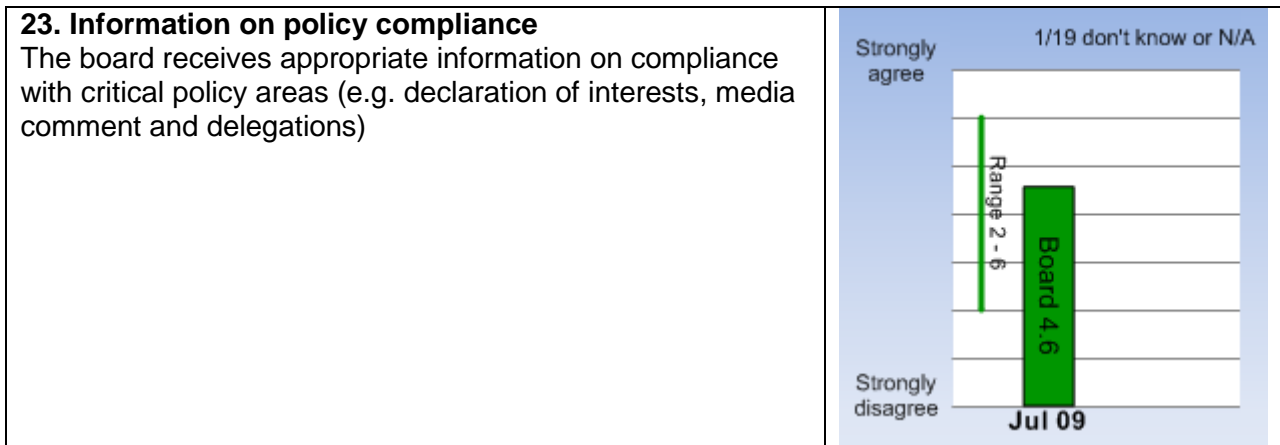 23. Information on policy compliance
The board receives appropriate information on compliance
with critical policy areas (e.g. declaration of interests, media
comment and delegations)
1/19 don't know or N/A
Strongly
agree
Range 2 - 6
Board 4.6
Strongly
disagree
Jul 09